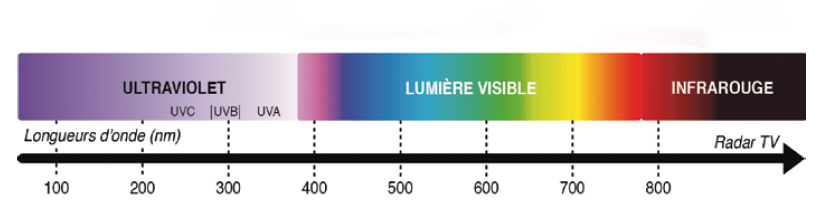 ULTRAVIOLET LUMIÈRE VISIBLE INFRAROUGE
UVC |UVB| UVA
Longueurs d'onde (nm) Radar TV
100 200 300 400 500 600 700 800